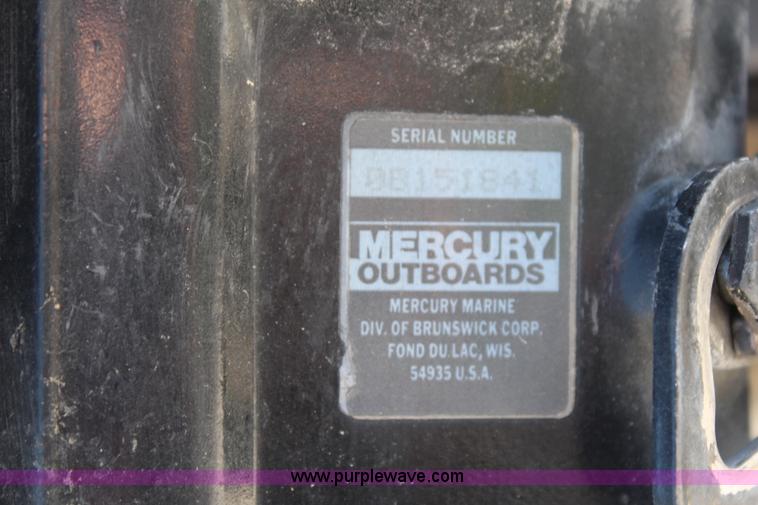 SERIAL NUMBER
0B151841
MERCURY
OUTBOARDS
MERCURY MARINE
DIV. OF BRUNSWICK CORP.
FOND DU LAC, WIS.
54935 U.S.A.
www.purplewave.com